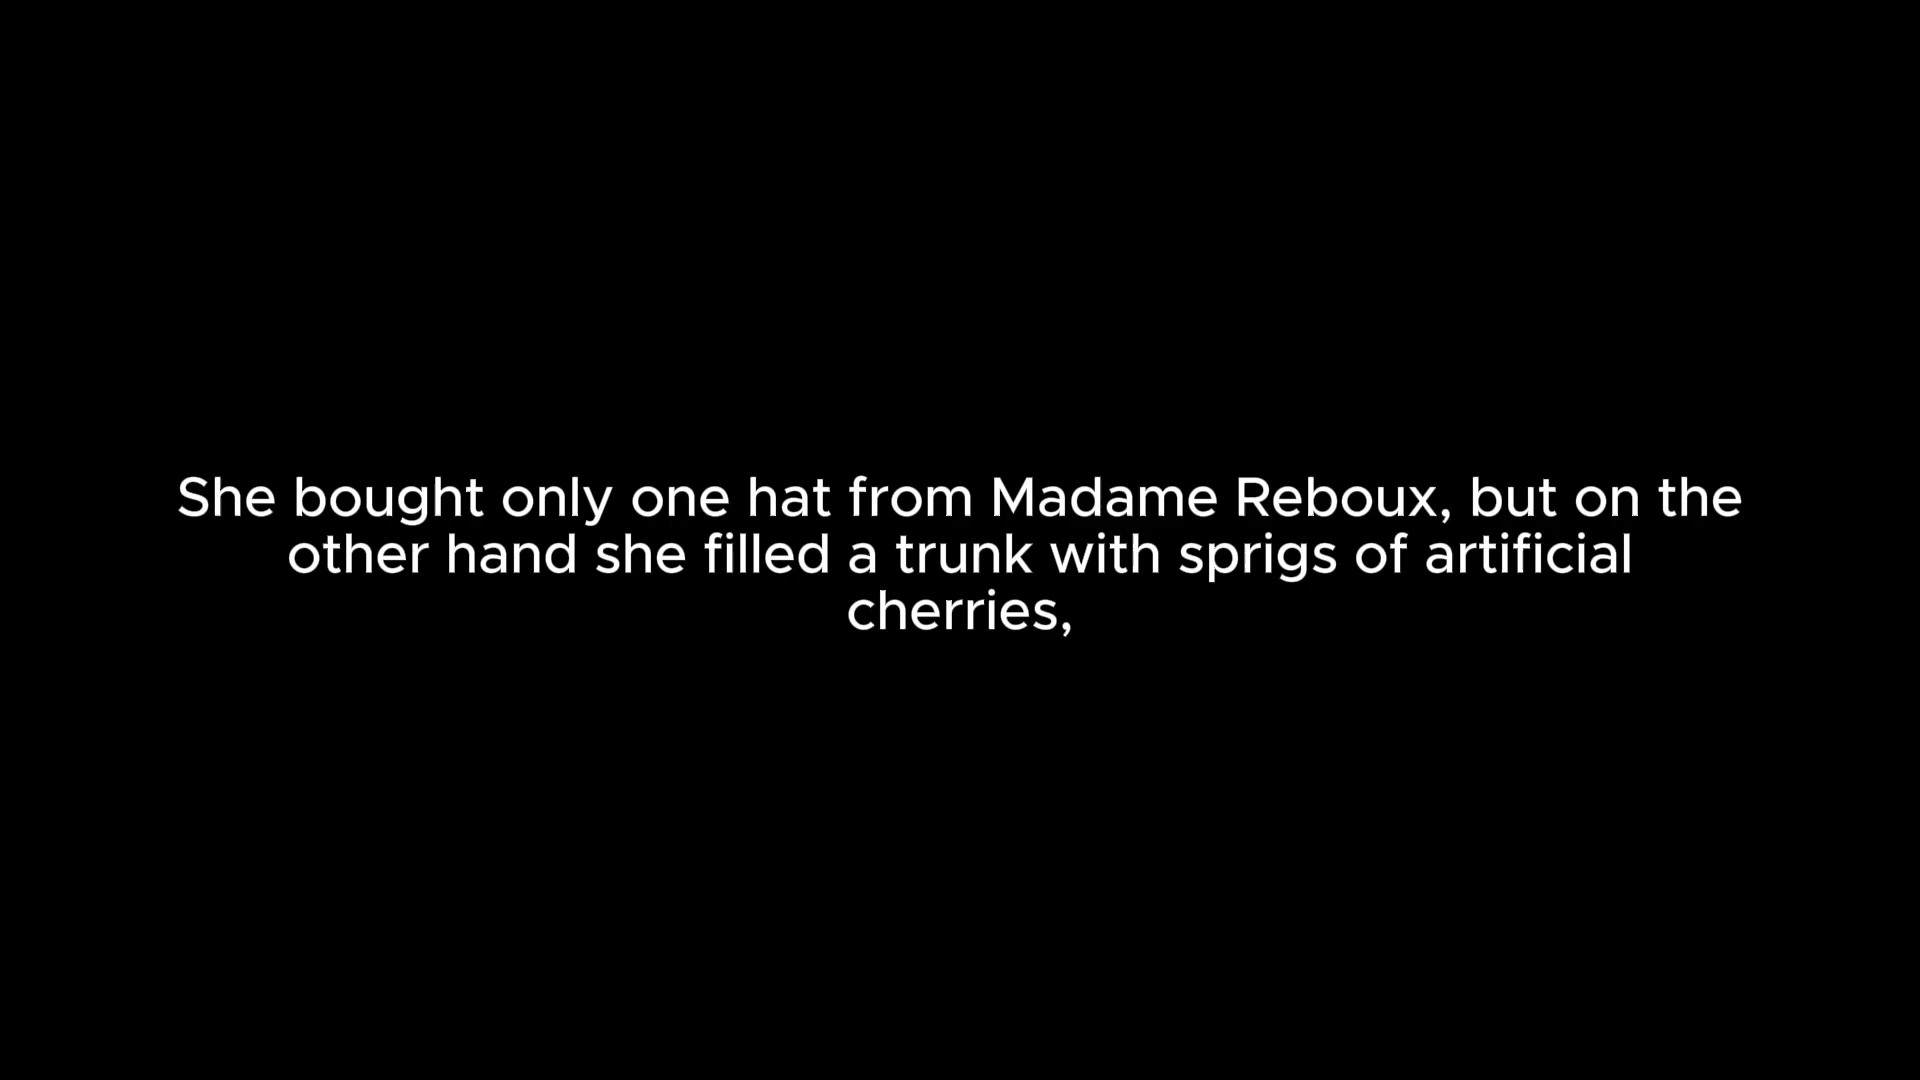 She bought only one hat from Madame Reboux, but on the
other hand she filled a trunk with sprigs of artificial
cherries,